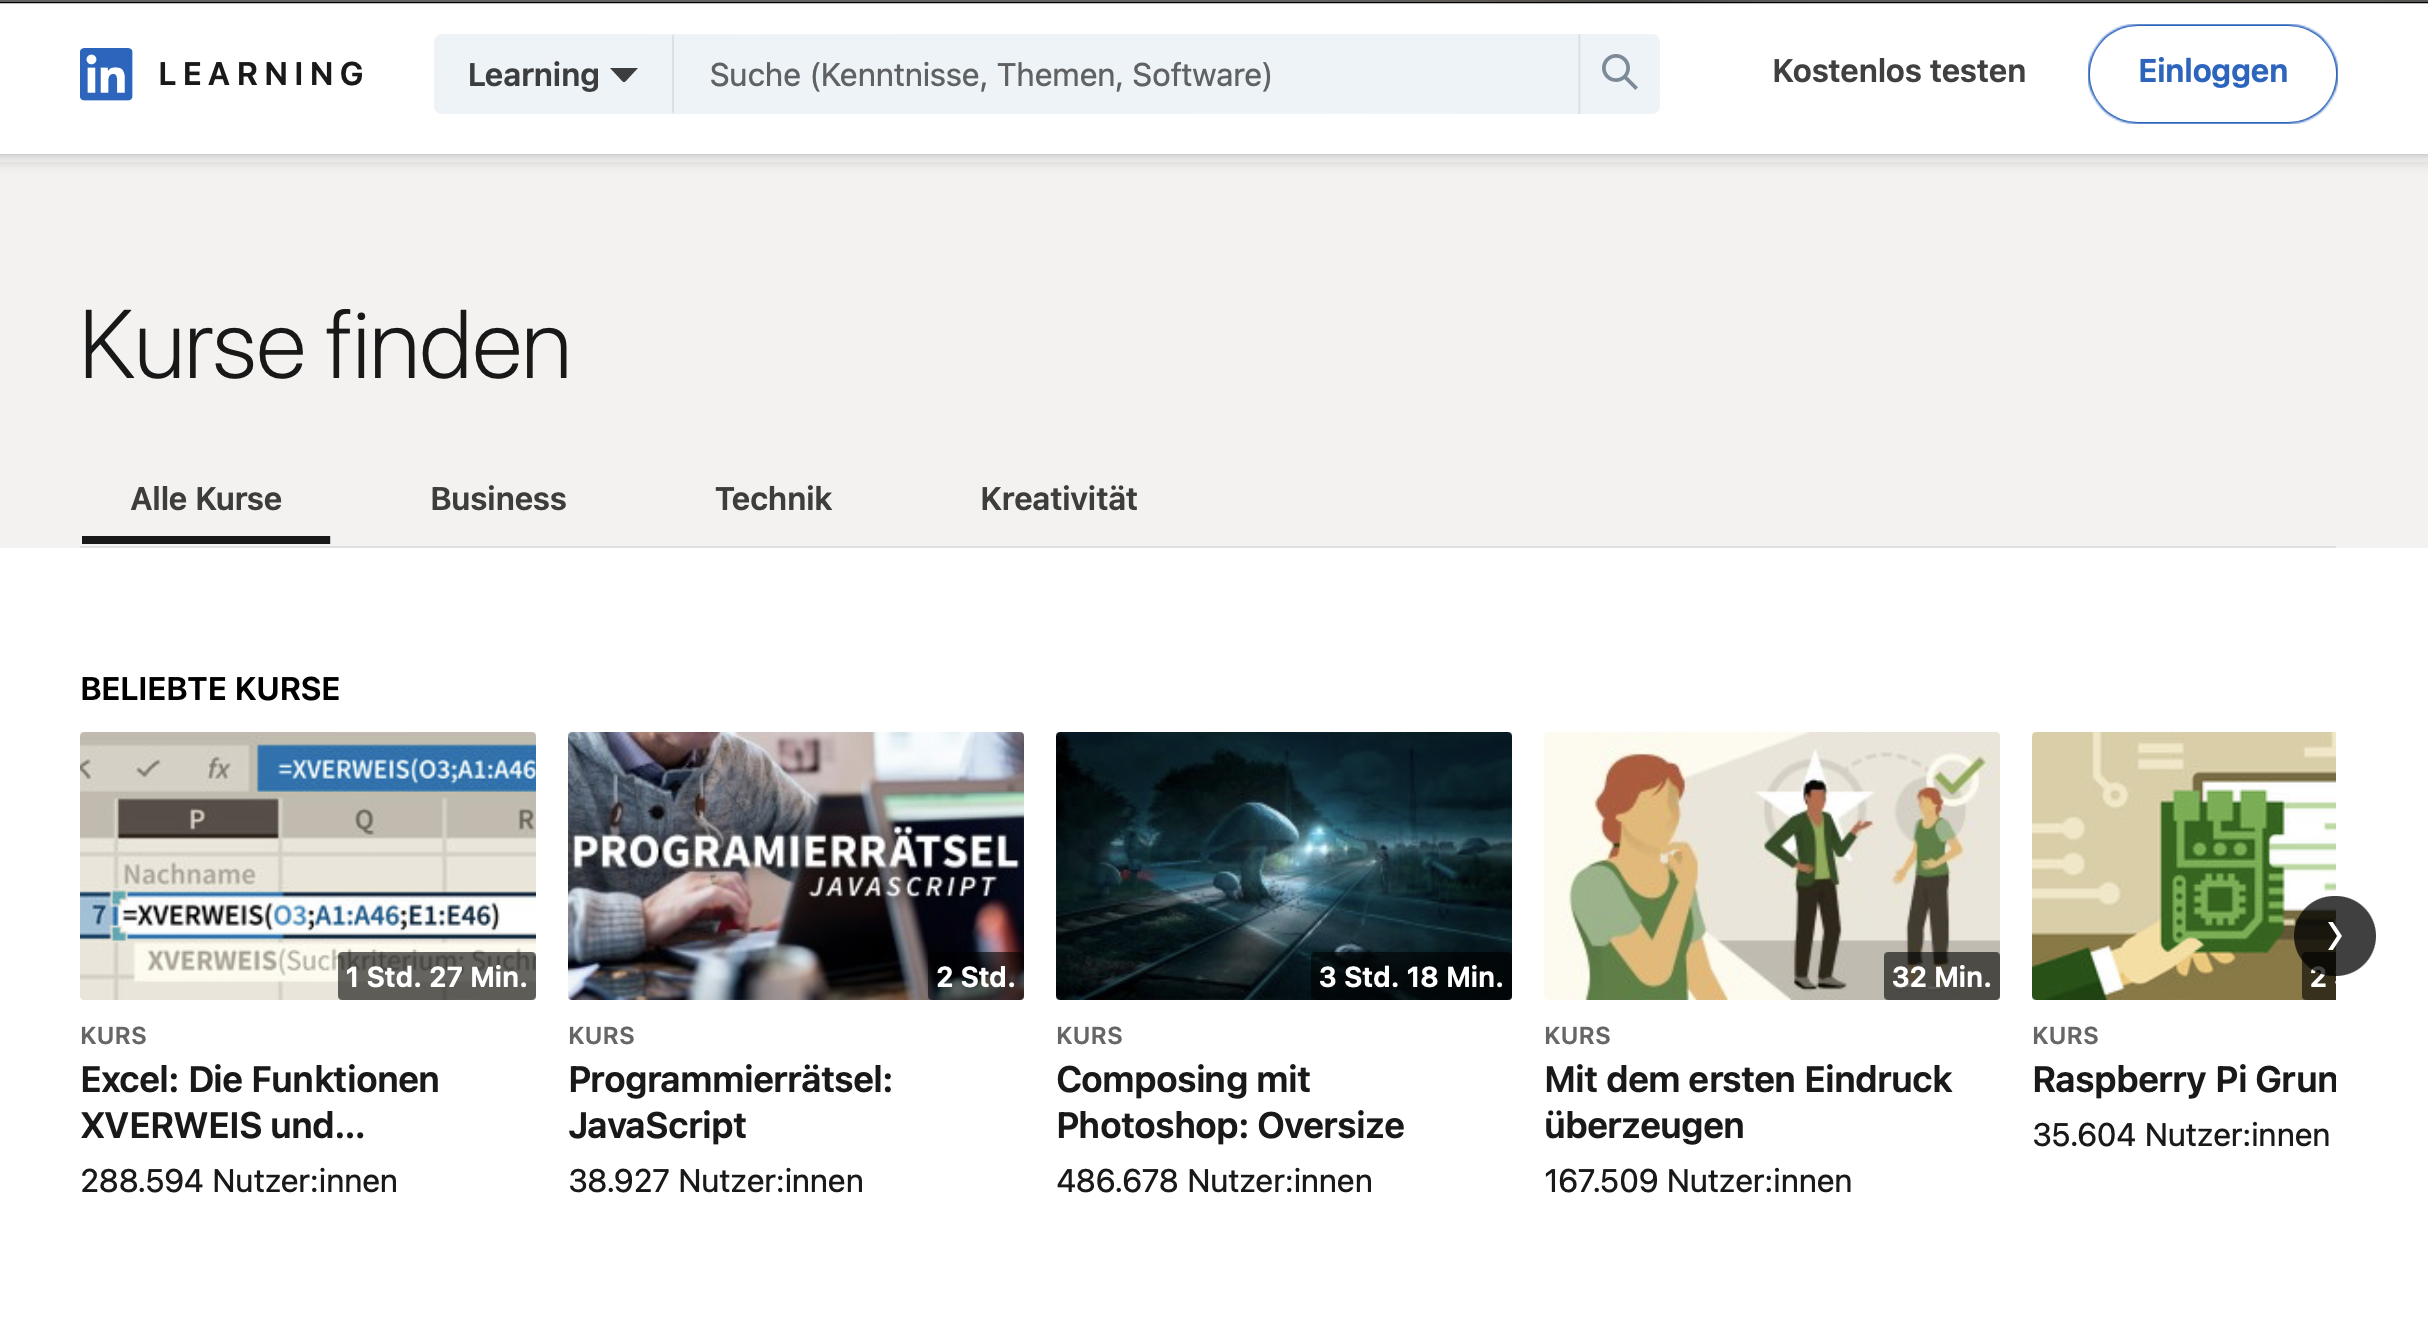 in LEARNING
Learning
Suche (Kenntnisse, Themen, Software)
Kostenlos testen
Einloggen
Kurse finden
Alle Kurse
Business
Technik
Kreativität
BELIEBTE KURSE
fx
=XVERWEIS(O3;A1:A46
P
Q
R
Nachname
7
=XVERWEIS(O3;A1:A46;E1:E46)
XVERWEIS(Suchkriterium; Such
1 Std. 27 Min.
KURS
Excel: Die Funktionen
XVERWEIS und...
288.594 Nutzer:innen
PROGRAMIERRÄTSEL
JAVASCRIPT
2 Std.
KURS
Programmierrätsel:
JavaScript
38.927 Nutzer:innen
3 Std. 18 Min.
KURS
Composing mit
Photoshop: Oversize
486.678 Nutzer:innen
32 Min.
KURS
Mit dem ersten Eindruck
überzeugen
167.509 Nutzer:innen
2
KURS
Raspberry Pi Grun
35.604 Nutzer:innen